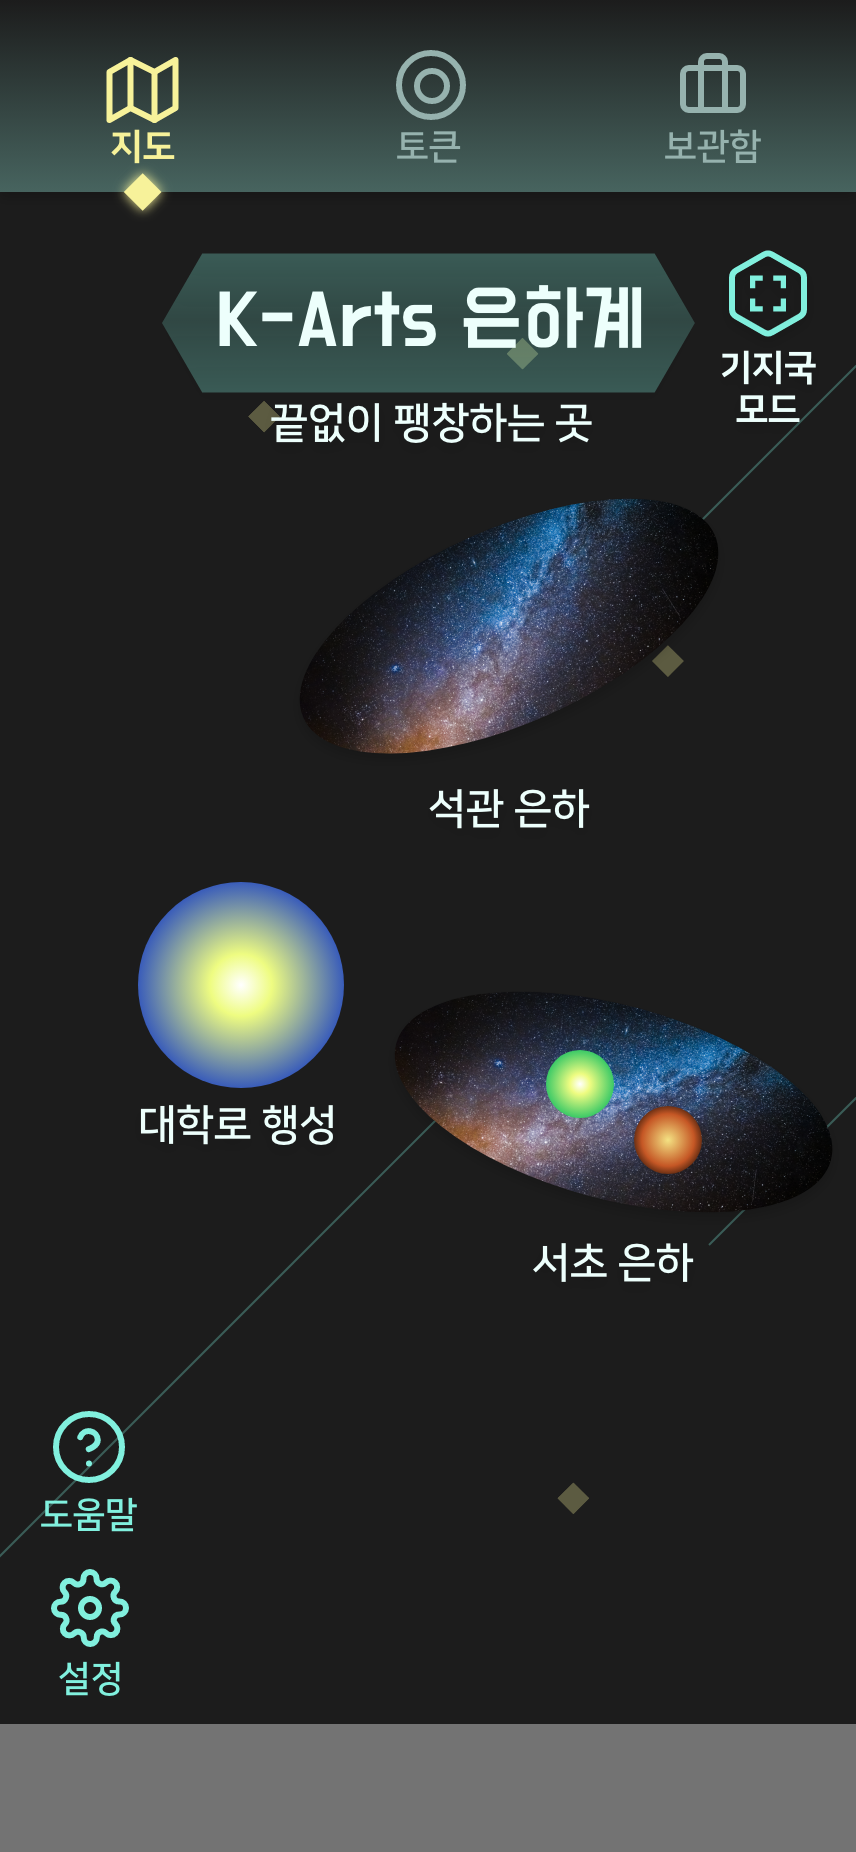 지도
토큰
보관함
K-Arts 은하계
기지국
모드
끝없이 팽창하는 곳
석관 은하
대학로 행성
서초 은하
도움말
설정